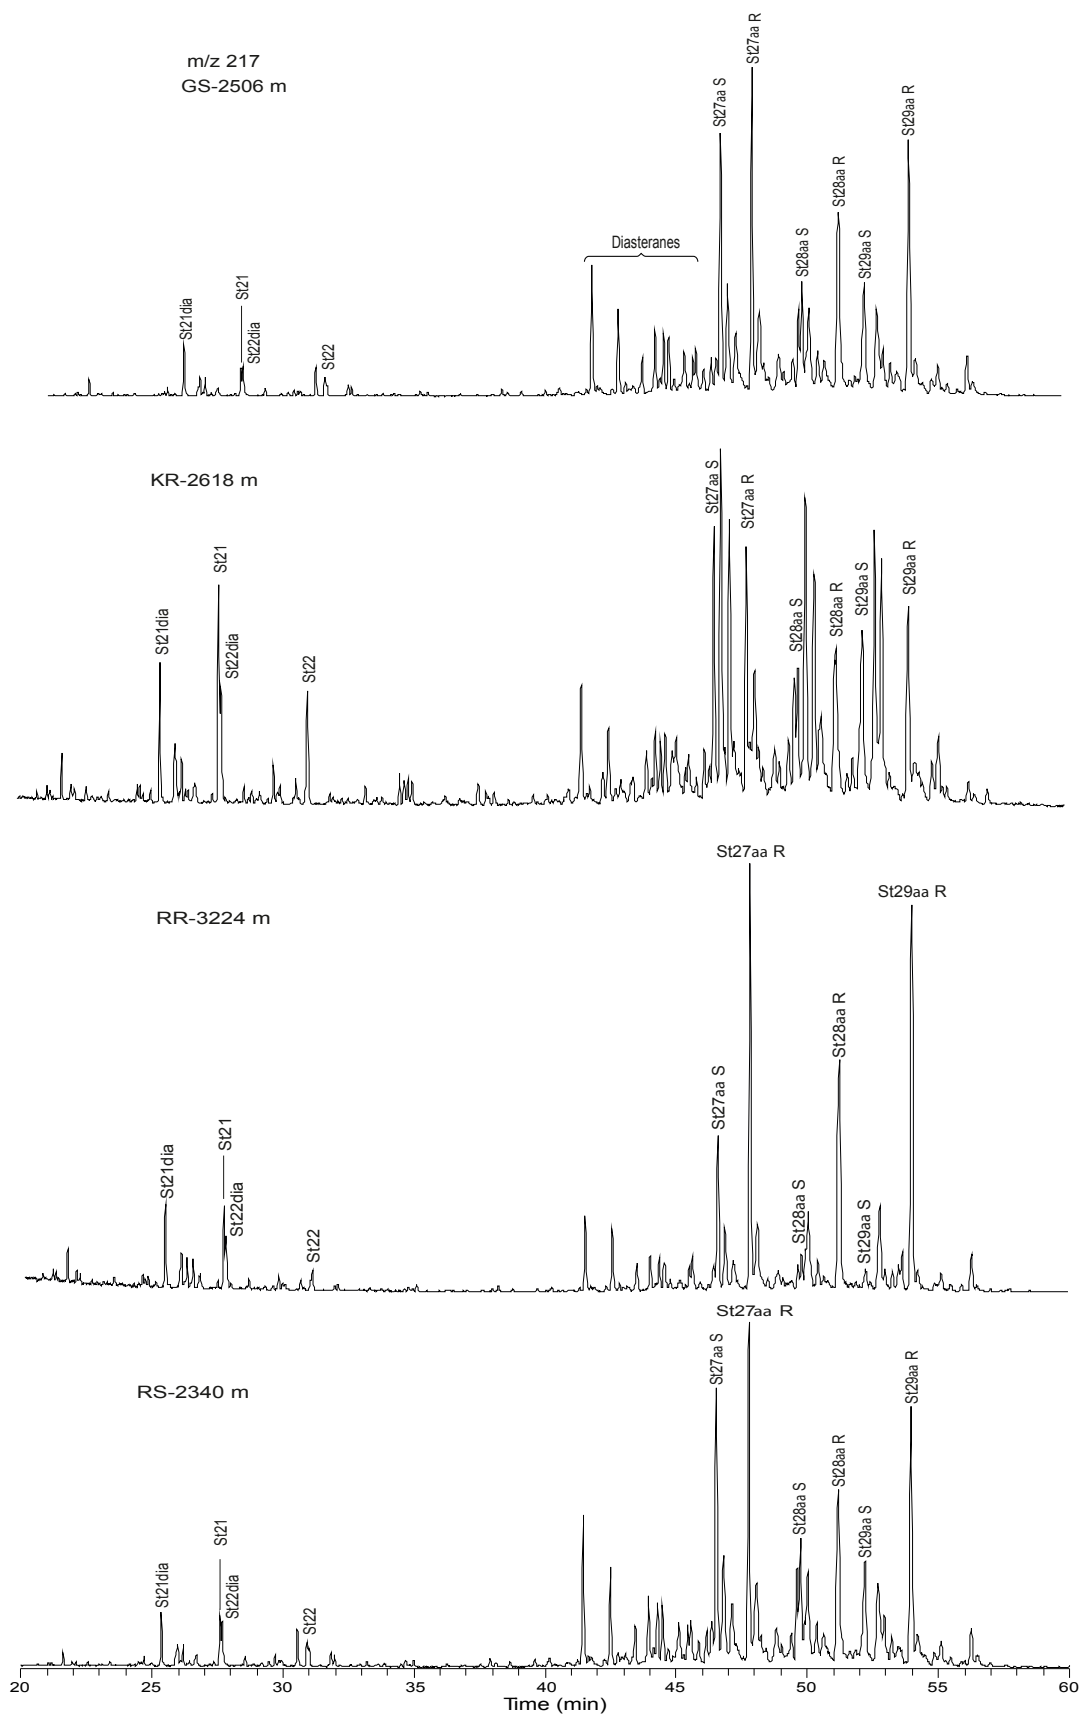 m/z 217
GS-2506 m
St21dia
St21
St22dia
St22
Diasteranes
St27aa S
St27aa R
St28aa S
St28aa R
St29aa S
St29aa R
KR-2618 m
St21dia
St21
St22dia
St22
St27aa S
St27aa R
St28aa S
St28aa R
St29aa S
St29aa R
RR-3224 m
St21dia
St21
St22dia
St22
St27aa S
St27aa R
St28aa S
St28aa R
St29aa S
St29aa R
RS-2340 m
St21dia
St21
St22dia
St22
St27aa S
St27aa R
St28aa S
St28aa R
St29aa S
St29aa R
20 25 30 35 40 45 50 55 60
Time (min)